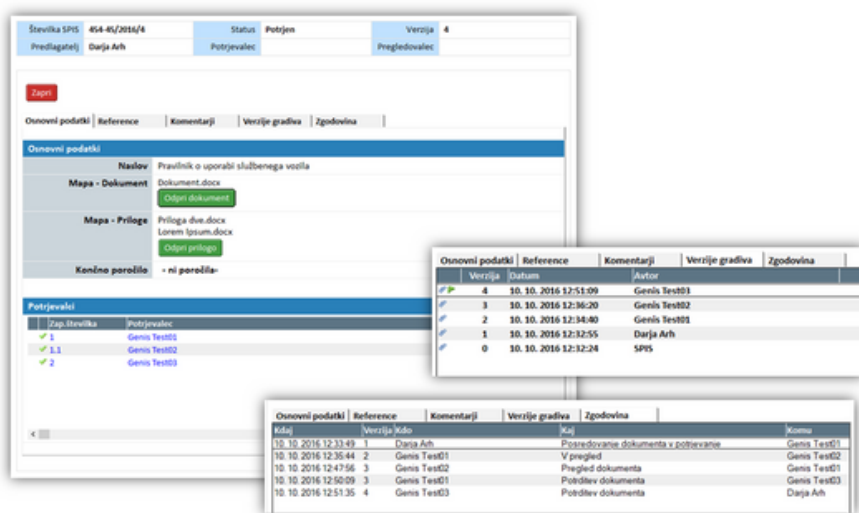 Številka SPIS 454-45/2016/4 Status Potrjen Verzija 4
Predlagatelj Darja Arh Potrjevalec Pregledovalec
Zapri
Osnovni podatki Reference Komentarji Verzije gradiva Zgodovina
Osnovni podatki
Naslov Pravilnik o uporabi službenega vozila
Mapa - Dokument Dokument.docx
Odpri dokument
Mapa - Priloge Priloga dve.docx
Lorem Ipsum.docx
Odpri prilogo
Končno poročilo - ni poročila-
Potrjevalci
Zap.številka Potrjevalec
1 Genis Test01
1.1 Genis Test02
2 Genis Test03
Osnovni podatki Reference Komentarji Verzije gradiva Zgodovina
Verzija Datum Avtor
4 10. 10. 2016 12:51:09 Genis Test03
3 10. 10. 2016 12:36:20 Genis Test02
2 10. 10. 2016 12:34:40 Genis Test01
1 10. 10. 2016 12:32:55 Darja Arh
0 10. 10. 2016 12:32:24 SPIS
Osnovni podatki Reference Komentarji Verzije gradiva Zgodovina
Kdaj Verzija Kdo Kaj Komu
10. 10. 2016 12:33:49 1 Darja Arh Posredovanje dokumenta v potrjevanje Genis Test01
10. 10. 2016 12:35:44 2 Genis Test01 V pregled Genis Test02
10. 10. 2016 12:47:56 3 Genis Test02 Pregled dokumenta Genis Test01
10. 10. 2016 12:50:09 3 Genis Test01 Potrditev dokumenta Genis Test03
10. 10. 2016 12:51:35 4 Genis Test03 Potrditev dokumenta Darja Arh